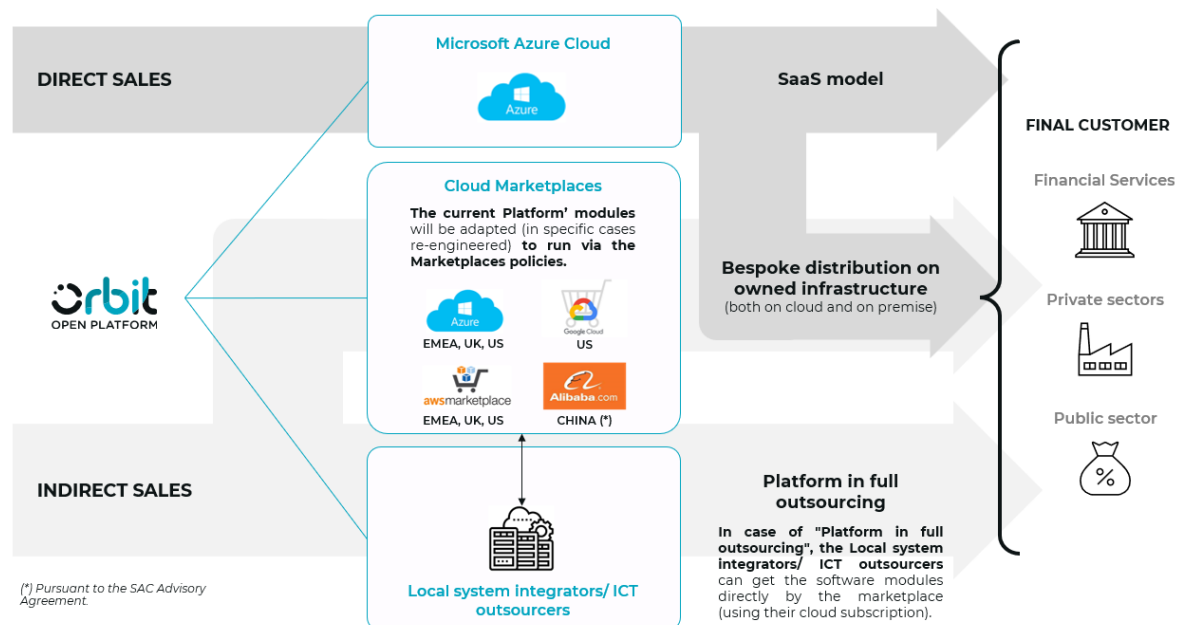 DIRECT SALES
Microsoft Azure Cloud
Azure
SaaS model
FINAL CUSTOMER
Financial Services
Private sectors
Public sector
%
Cloud Marketplaces
The current Platform’ modules
will be adapted (in specific cases
re-engineered) to run via the
Marketplaces policies.
Azure
EMEA, UK, US
Google Cloud
US
awsmarketplace
EMEA, UK, US
Alibaba.com
CHINA (*)
orbit
OPEN PLATFORM
Bespoke distribution on
owned infrastructure
(both on cloud and on premise)
INDIRECT SALES
Local system integrators/ ICT
outsourcers
Platform in full
outsourcing
In case of "Platform in full
outsourcing", the Local system
integrators/ ICT outsourcers
can get the software modules
directly by the marketplace
(using their cloud subscription).
(*) Pursuant to the SAC Advisory
Agreement.